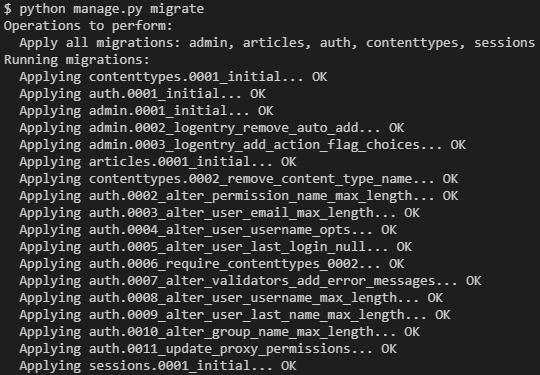 $ python manage.py migrate
Operations to perform:
  Apply all migrations: admin, articles, auth, contenttypes, sessions
Running migrations:
  Applying contenttypes.0001_initial... OK
  Applying auth.0001_initial... OK
  Applying admin.0001_initial... OK
  Applying admin.0002_logentry_remove_auto_add... OK
  Applying admin.0003_logentry_add_action_flag_choices... OK
  Applying articles.0001_initial... OK
  Applying contenttypes.0002_remove_content_type_name... OK
  Applying auth.0002_alter_permission_name_max_length... OK
  Applying auth.0003_alter_user_email_max_length... OK
  Applying auth.0004_alter_user_username_opts... OK
  Applying auth.0005_alter_user_last_login_null... OK
  Applying auth.0006_require_contenttypes_0002... OK
  Applying auth.0007_alter_validators_add_error_messages... OK
  Applying auth.0008_alter_user_username_max_length... OK
  Applying auth.0009_alter_user_last_name_max_length... OK
  Applying auth.0010_alter_group_name_max_length... OK
  Applying auth.0011_update_proxy_permissions... OK
  Applying sessions.0001_initial... OK